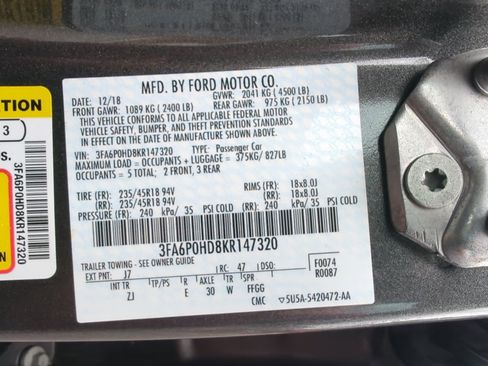 MFD. BY FORD MOTOR CO.
12/18 GVWR: 2041 KG ( 4500 LB)
FRONT GAWR: 1089 KG (2400 LB) REAR GAWR: 975 KG ( 2150 LB)
THIS VEHICLE CONFORMS TO ALL APPLICABLE FEDERAL MOTOR
VEHICLE SAFETY, BUMPER, AND THEFT PREVENTION STANDARDS
IN EFFECT ON THE DATE OF MANUFACTURE SHOWN ABOVE.
VIN: 3FA6P0HD8KR147320 TYPE: Passenger Car
MAXIMUM LOAD = OCCUPANTS + LUGGAGE = 375KG/ 827LB
OCCUPANTS = 5 TOTAL: 2 FRONT, 3 REAR
TIRE (FR): 235/45R18 94V RIMS (FR): 18x8.0J
TIRE (RR): 235/45R18 94V (RR): 18x8.0J
PRESSURE (FR): 240 kPa/ 35 PSI COLD (RR): 240 kPa/ 35 PSI COLD
3FA6P0HD8KR147320
TRAILER TOWING - SEE OWNER GUIDE F0074
EXT PNT: J7 RC: 47 DSO: R0087
INT TR TP/PS AXLE TR SPR
ZJ E 30 W FFGG
CMC ▽5U5A-5420472-AA
TION
3
S.
3FA6P0HD8KR147320